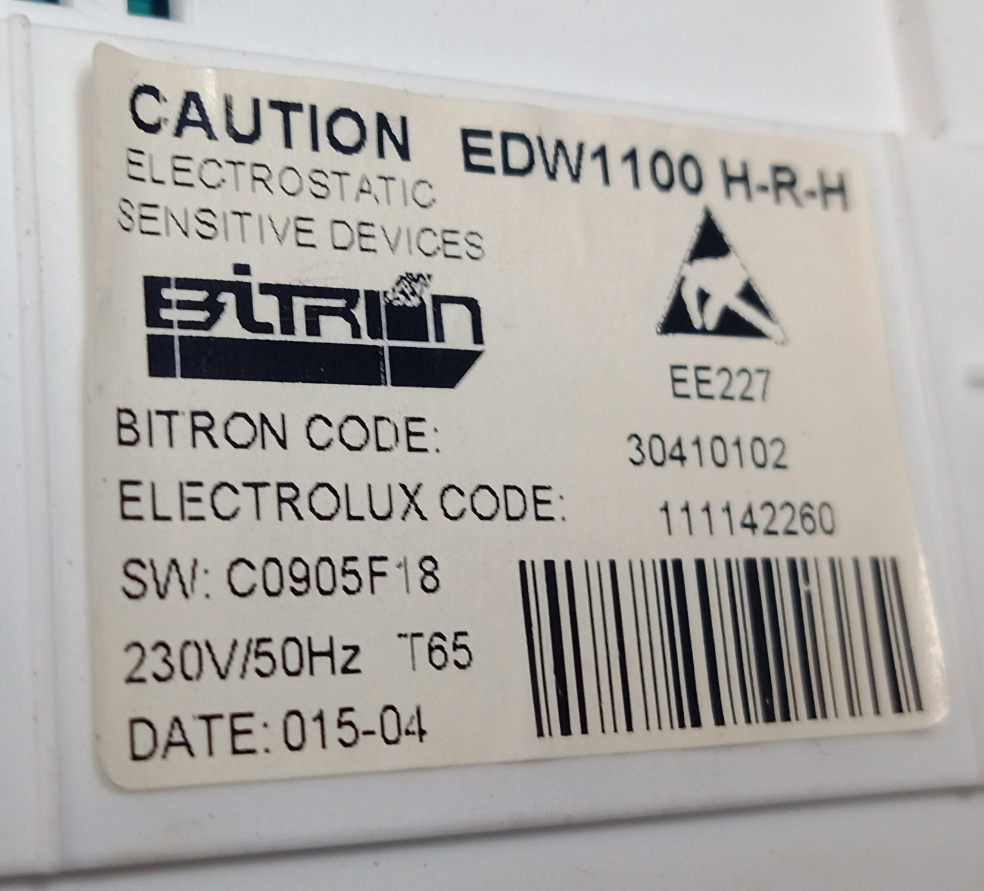 CAUTION EDW1100 H-R-H
ELECTROSTATIC
SENSITIVE DEVICES
BITRON
EE227
BITRON CODE: 30410102
ELECTROLUX CODE: 111142260
SW: C0905F18
230V/50Hz T65
DATE: 015-04